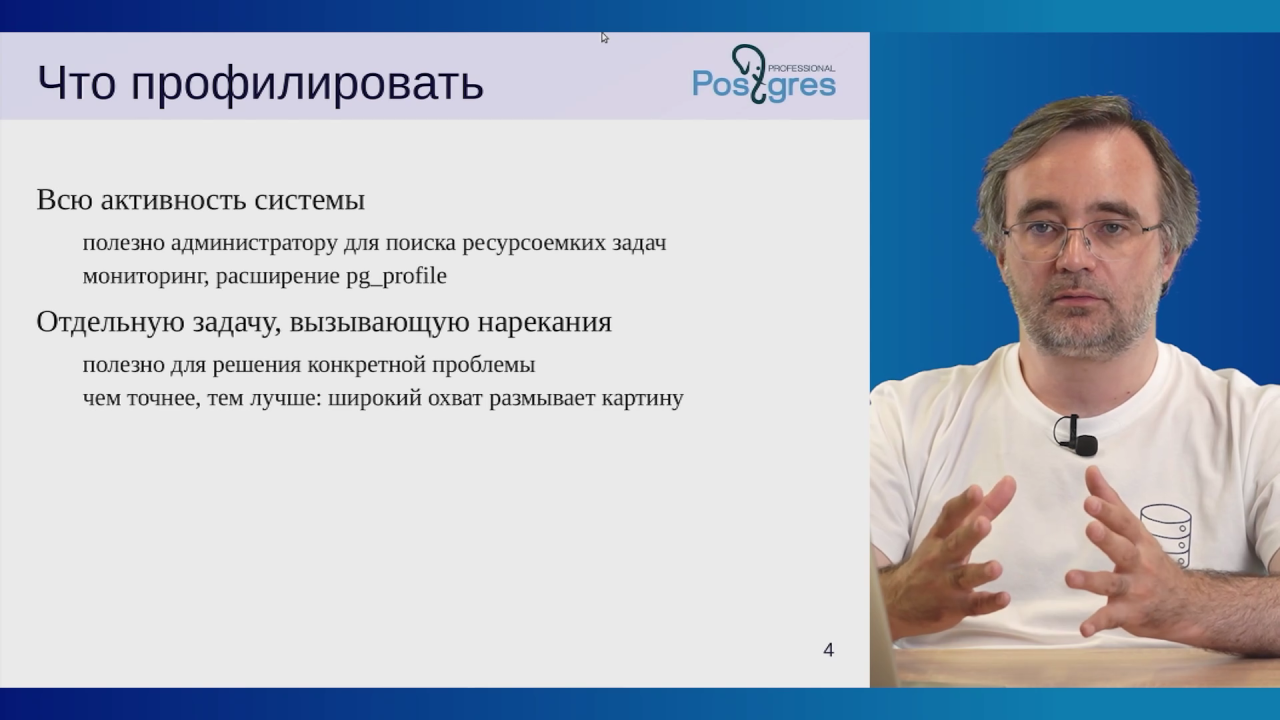 Что профилировать
PROFESSIONAL
Postgres
Всю активность системы
полезно администратору для поиска ресурсоемких задач
мониторинг, расширение pg_profile
Отдельную задачу, вызывающую нарекания
полезно для решения конкретной проблемы
чем точнее, тем лучше: широкий охват размывает картину
4